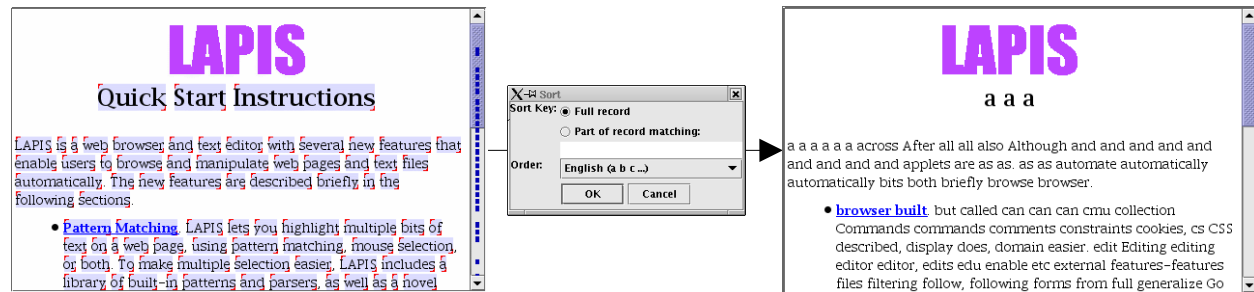 LAPIS
Quick Start Instructions
LAPIS is a web browser and text editor with several new features that
enable users to browse and manipulate web pages and text files
automatically. The new features are described briefly in the
following sections.
• Pattern Matching. LAPIS lets you highlight multiple bits of
text on a web page, using pattern matching, mouse selection,
or both. To make multiple selection easier, LAPIS includes a
library of built-in patterns and parsers, as well as a novel
Sort
Sort Key: Full record
Part of record matching:
Order: English (a b c ...)
OK Cancel
LAPIS
a a a
a a a a a a across After all all also Although and and and and and
and and and and applets are as as. as as automate automatically
automatically bits both briefly browse browser.
• browser built. but called can can can cmu collection
Commands commands comments constraints cookies, cs CSS
described, display does, domain easier. edit Editing editing
editor editor, edits edu enable etc external features-features
files filtering follow, following forms from full generalize Go